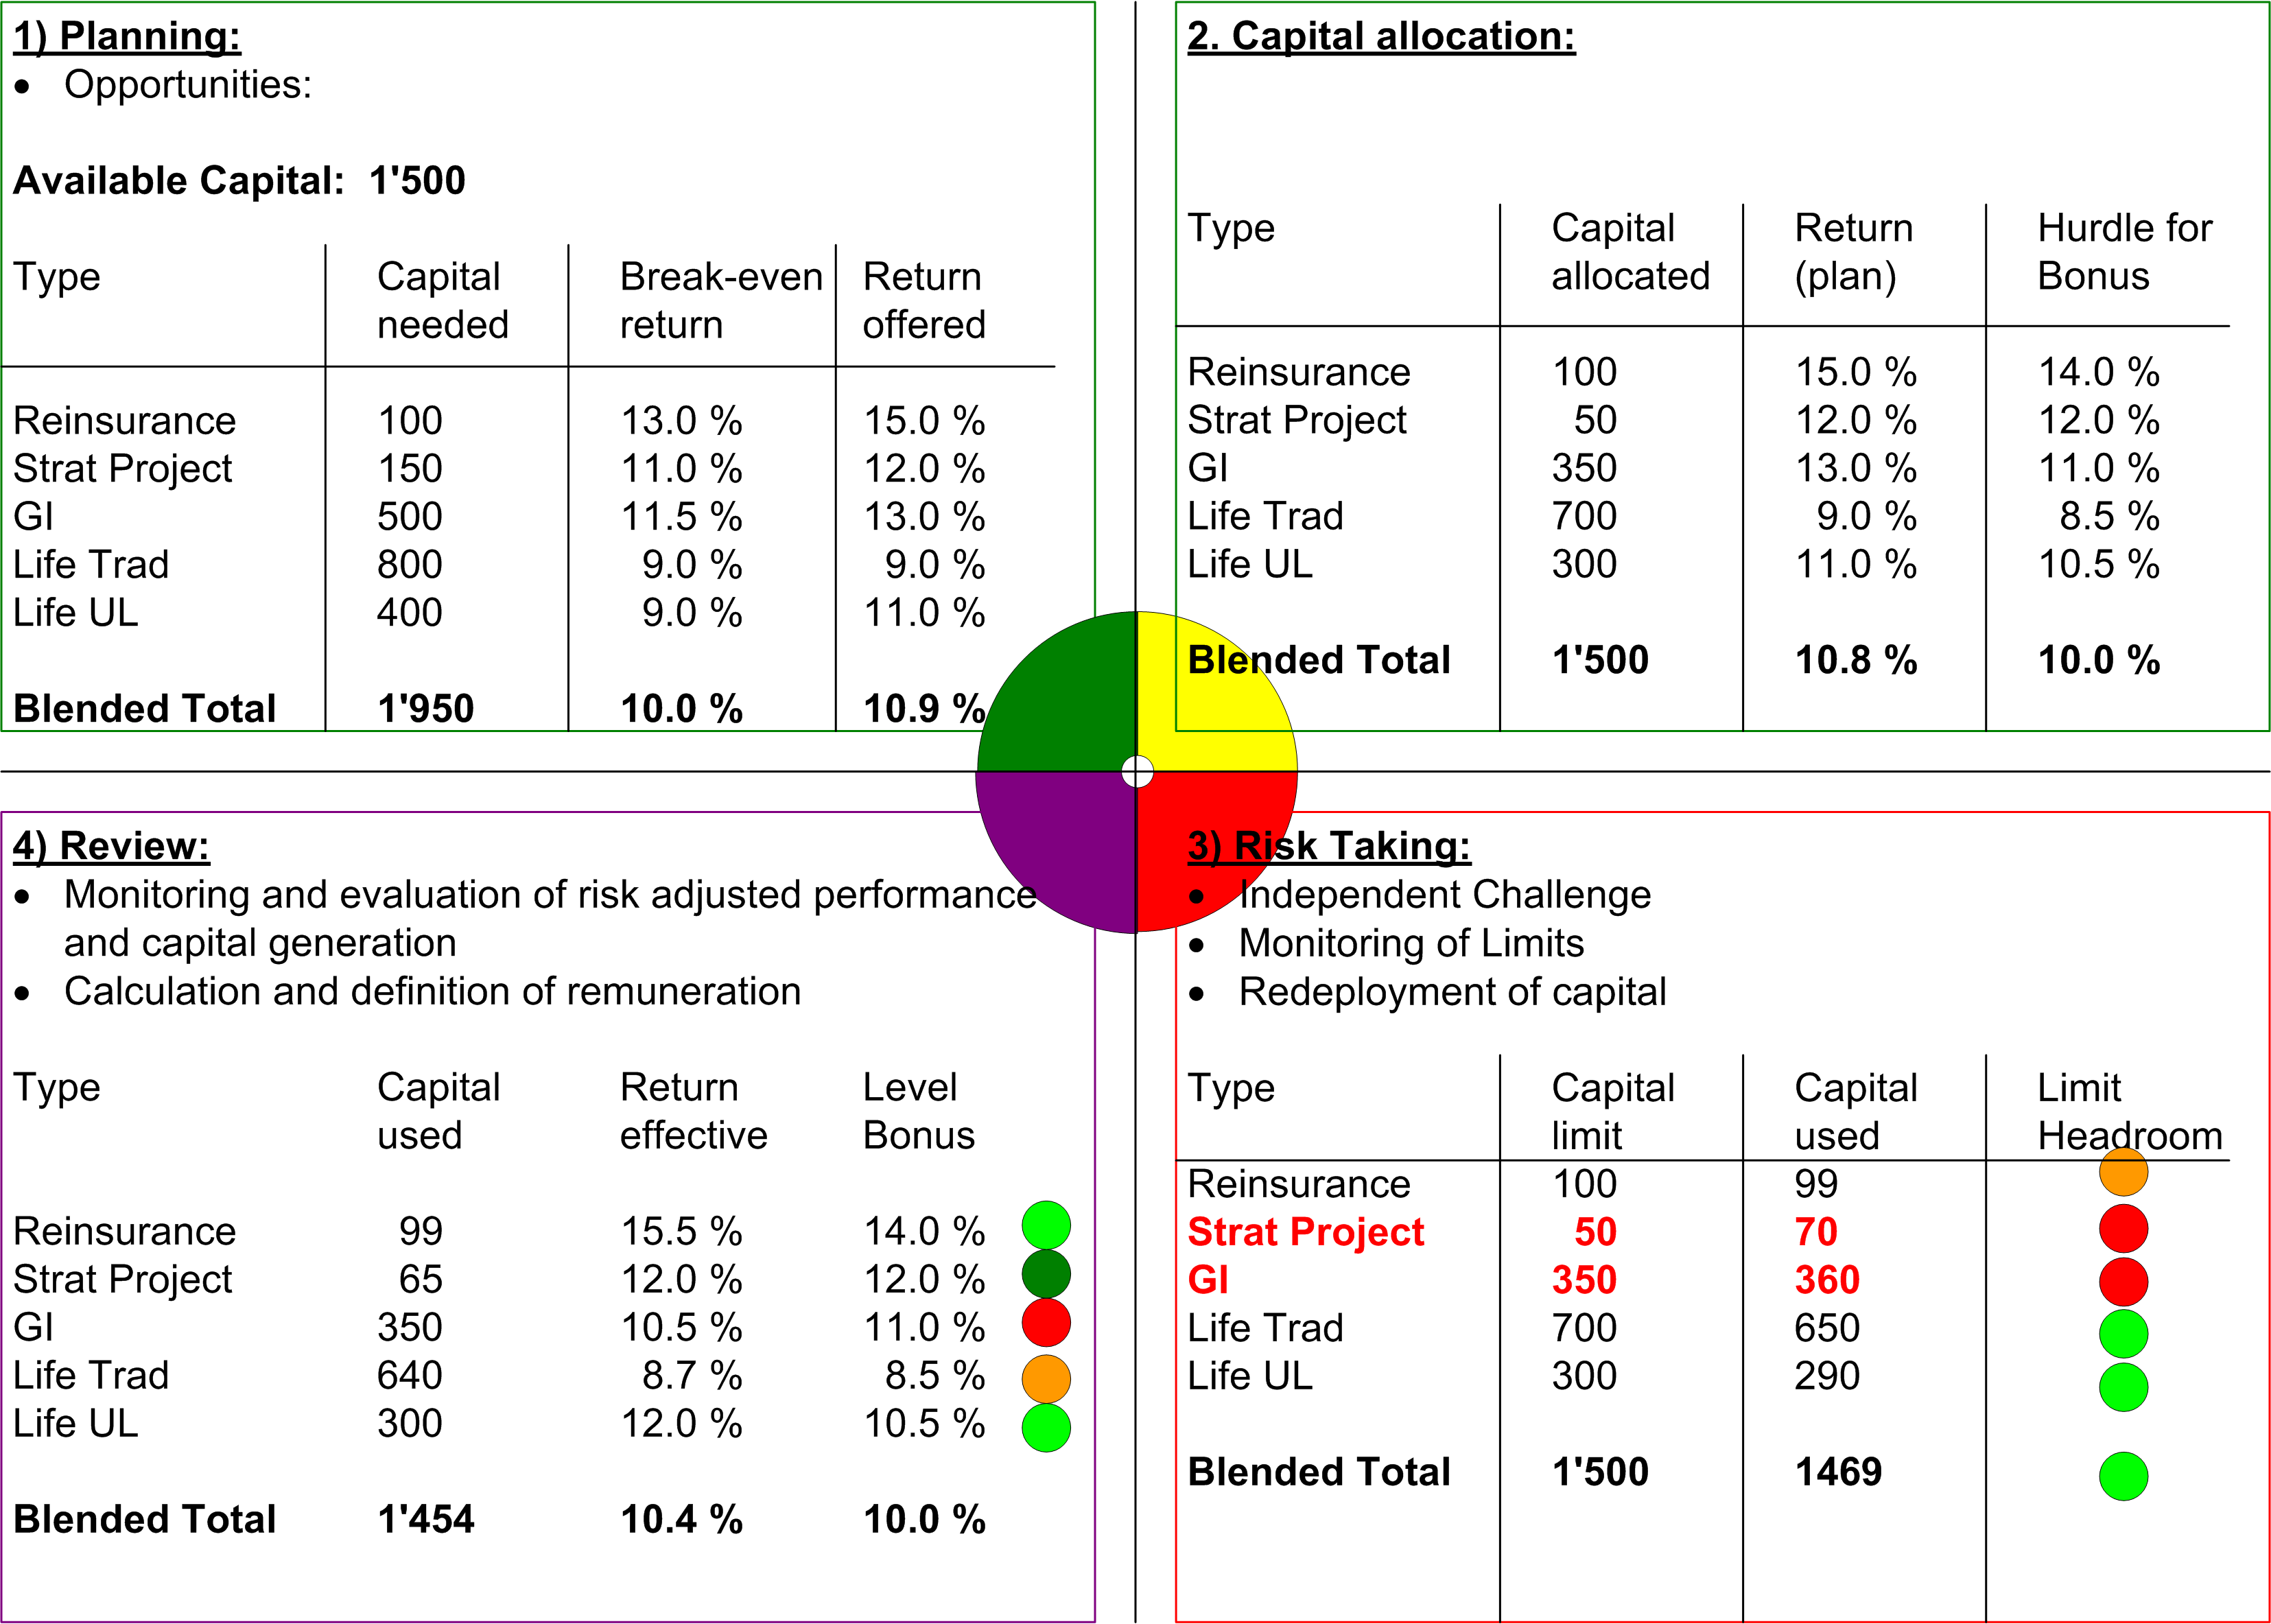 1) Planning:
• Opportunities:
Available Capital: 1'500
Type Capital needed Break-even return Return offered
Reinsurance 100 13.0 % 15.0 %
Strat Project 150 11.0 % 12.0 %
GI 500 11.5 % 13.0 %
Life Trad 800 9.0 % 9.0 %
Life UL 400 9.0 % 11.0 %
Blended Total 1'950 10.0 % 10.9 %
2. Capital allocation:
Type Capital allocated Return (plan) Hurdle for Bonus
Reinsurance 100 15.0 % 14.0 %
Strat Project 50 12.0 % 12.0 %
GI 350 13.0 % 11.0 %
Life Trad 700 9.0 % 8.5 %
Life UL 300 11.0 % 10.5 %
Blended Total 1'500 10.8 % 10.0 %
4) Review:
• Monitoring and evaluation of risk adjusted performance
and capital generation
• Calculation and definition of remuneration
Type Capital used Return effective Level Bonus
Reinsurance 99 15.5 % 14.0 %
Strat Project 65 12.0 % 12.0 %
GI 350 10.5 % 11.0 %
Life Trad 640 8.7 % 8.5 %
Life UL 300 12.0 % 10.5 %
Blended Total 1'454 10.4 % 10.0 %
3) Risk Taking:
• Independent Challenge
• Monitoring of Limits
• Redeployment of capital
Type Capital limit Capital used Limit Headroom
Reinsurance 100 99
Strat Project 50 70
GI 350 360
Life Trad 700 650
Life UL 300 290
Blended Total 1'500 1469